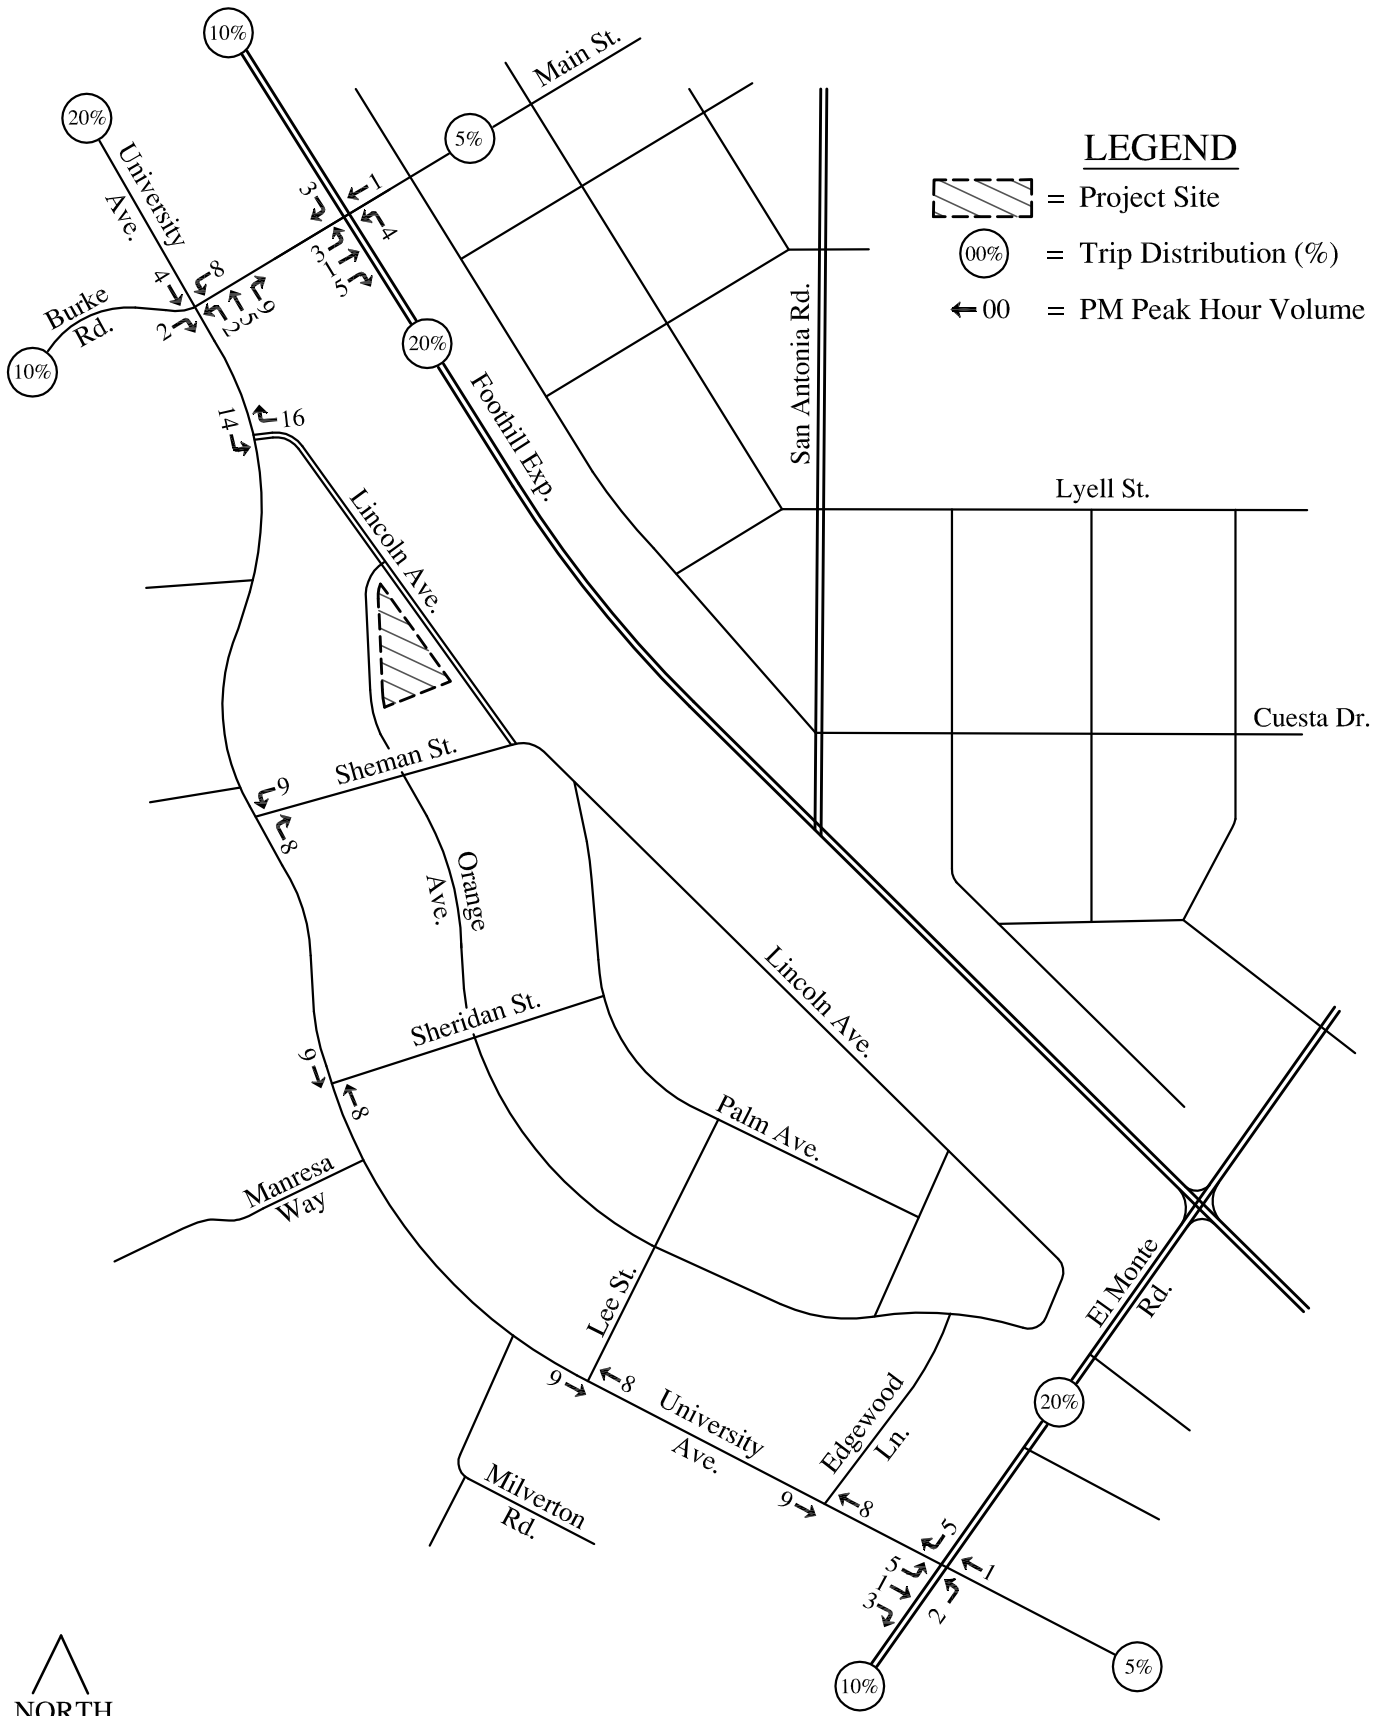 10%
Main St.
20%
5%
LEGEND
= Project Site
00% = Trip Distribution (%)
00 = PM Peak Hour Volume
University
Ave.
3
1
4
3
1
5
4
8
2
2
5
9
Burke
Rd.
10%
20%
Foothill Exp.
San Antonia Rd.
14
16
Lincoln Ave.
Lyell St.
Cuesta Dr.
Sheman St.
9
8
Orange
Ave.
Lincoln Ave.
Sheridan St.
9
8
Palm Ave.
Manresa
Way
Lee St.
El Monte
Rd.
9
8
20%
University
Ave.
Edgewood
Ln.
9
8
Milverton
Rd.
5
5
1
3
1
2
5%
10%
NORTH